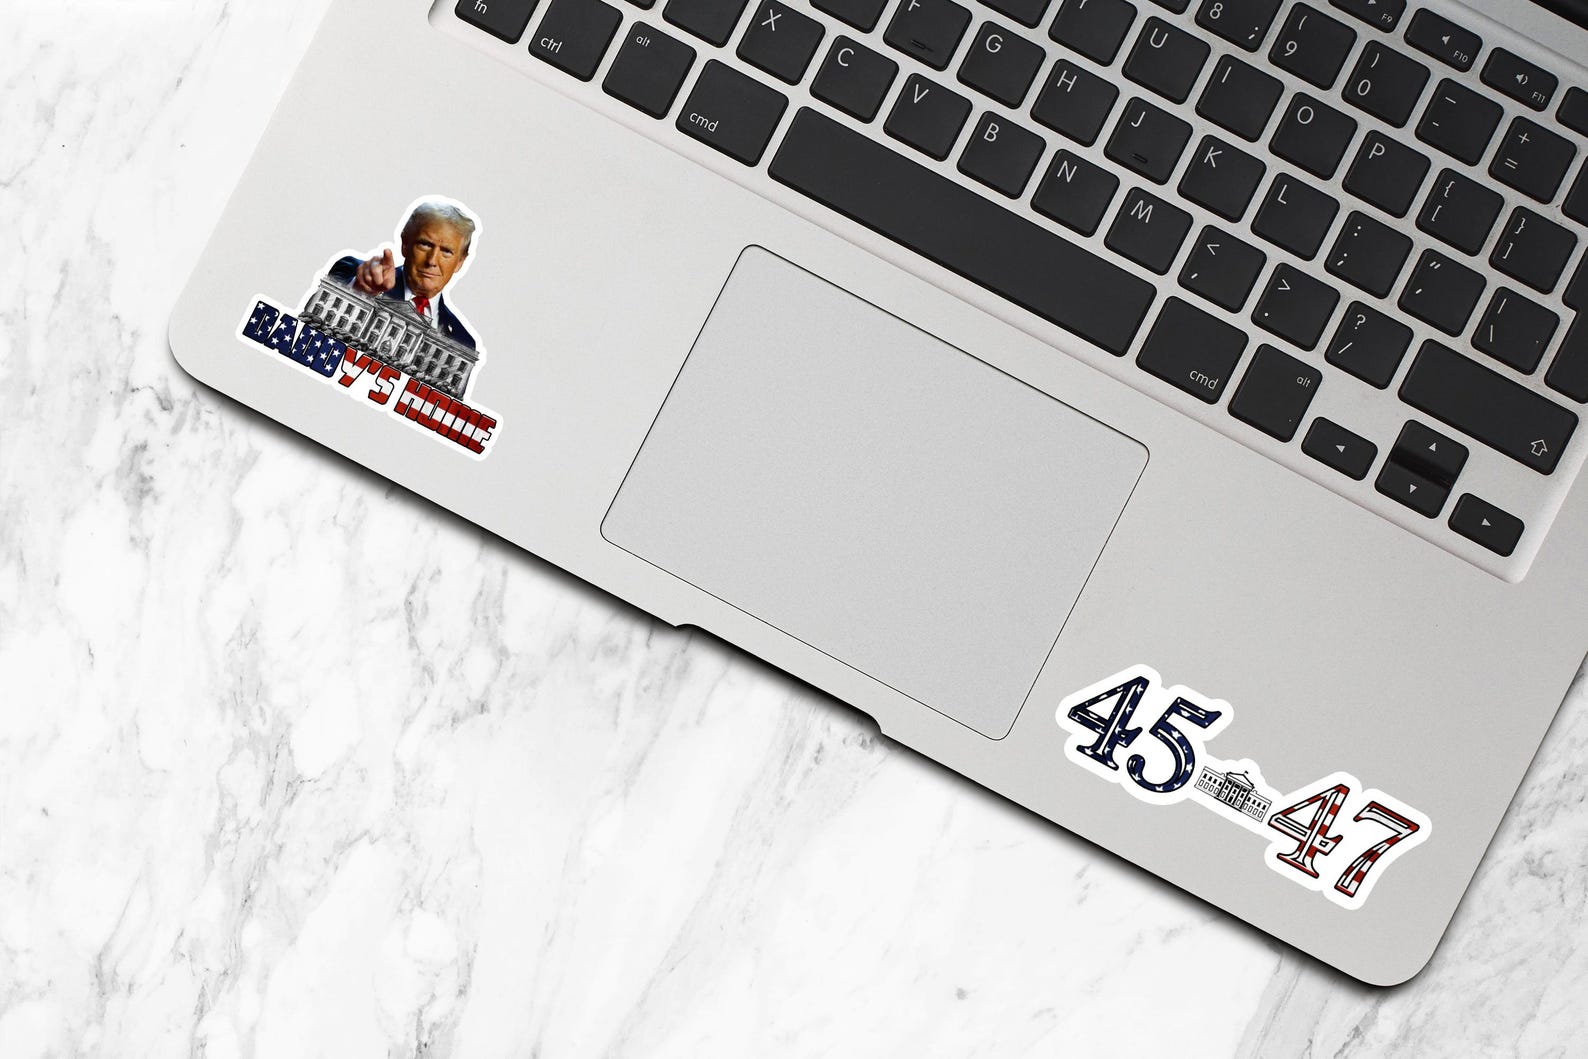 F9 F10 F11
8 ; ( 9 ) 0 - - + =
U I O P { [ } ]
F G H J K L : ; " | \
X C V B N M < , > . ? /
fn ctrl alt cmd cmd alt
DADDY'S HOME
45 47